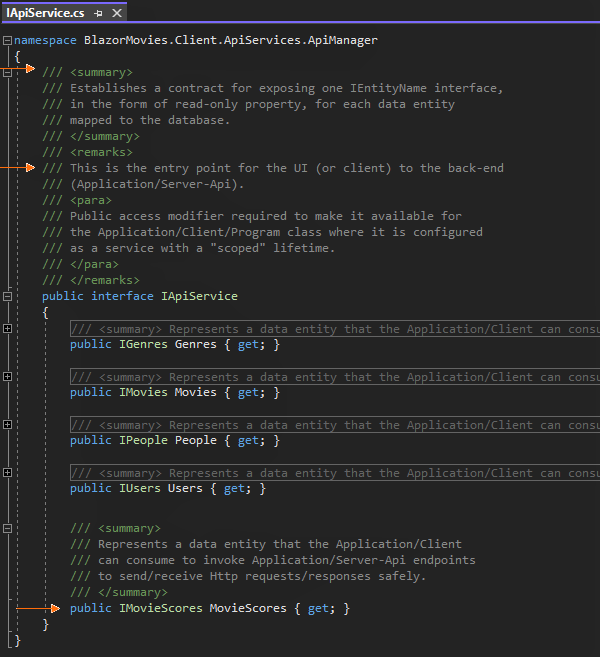 IApiService.cs
namespace BlazorMovies.Client.ApiServices.ApiManager
{
/// <summary>
/// Establishes a contract for exposing one IEntityName interface,
/// in the form of read-only property, for each data entity
/// mapped to the database.
/// </summary>
/// <remarks>
/// This is the entry point for the UI (or client) to the back-end
/// (Application/Server-Api).
/// <para>
/// Public access modifier required to make it available for
/// the Application/Client/Program class where it is configured
/// as a service with a "scoped" lifetime.
/// </para>
/// </remarks>
public interface IApiService
{
/// <summary> Represents a data entity that the Application/Client can consu
public IGenres Genres { get; }
/// <summary> Represents a data entity that the Application/Client can consu
public IMovies Movies { get; }
/// <summary> Represents a data entity that the Application/Client can consu
public IPeople People { get; }
/// <summary> Represents a data entity that the Application/Client can consu
public IUsers Users { get; }
/// <summary>
/// Represents a data entity that the Application/Client
/// can consume to invoke Application/Server-Api endpoints
/// to send/receive Http requests/responses safely.
/// </summary>
public IMovieScores MovieScores { get; }
}
}